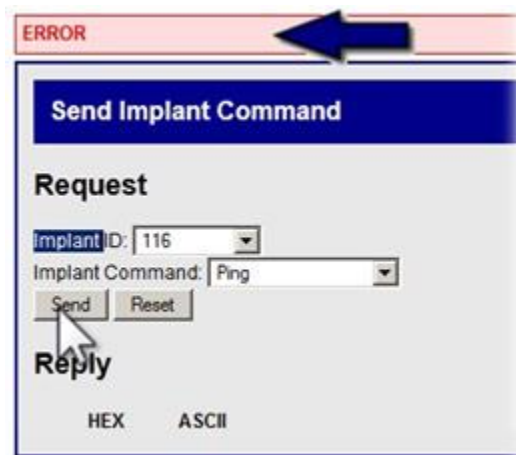 ERROR
Send Implant Command
Request
Implant ID: 116
Implant Command: Ping
Send Reset
Reply
HEX ASCII